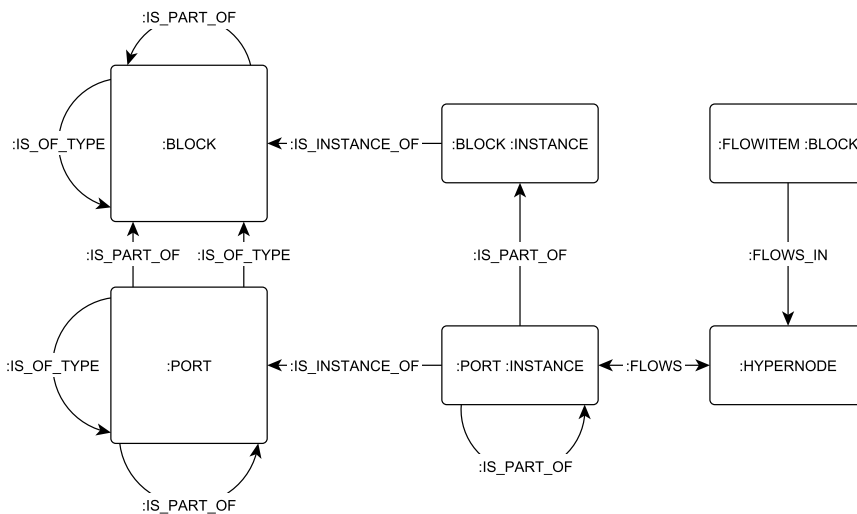 :IS_PART_OF
:IS_OF_TYPE
:BLOCK
:IS_INSTANCE_OF
:BLOCK :INSTANCE
:FLOWITEM :BLOCK
:IS_PART_OF
:IS_OF_TYPE
:IS_PART_OF
:FLOWS_IN
:IS_OF_TYPE
:PORT
:IS_INSTANCE_OF
:PORT :INSTANCE
:FLOWS
:HYPERNODE
:IS_PART_OF
:IS_PART_OF